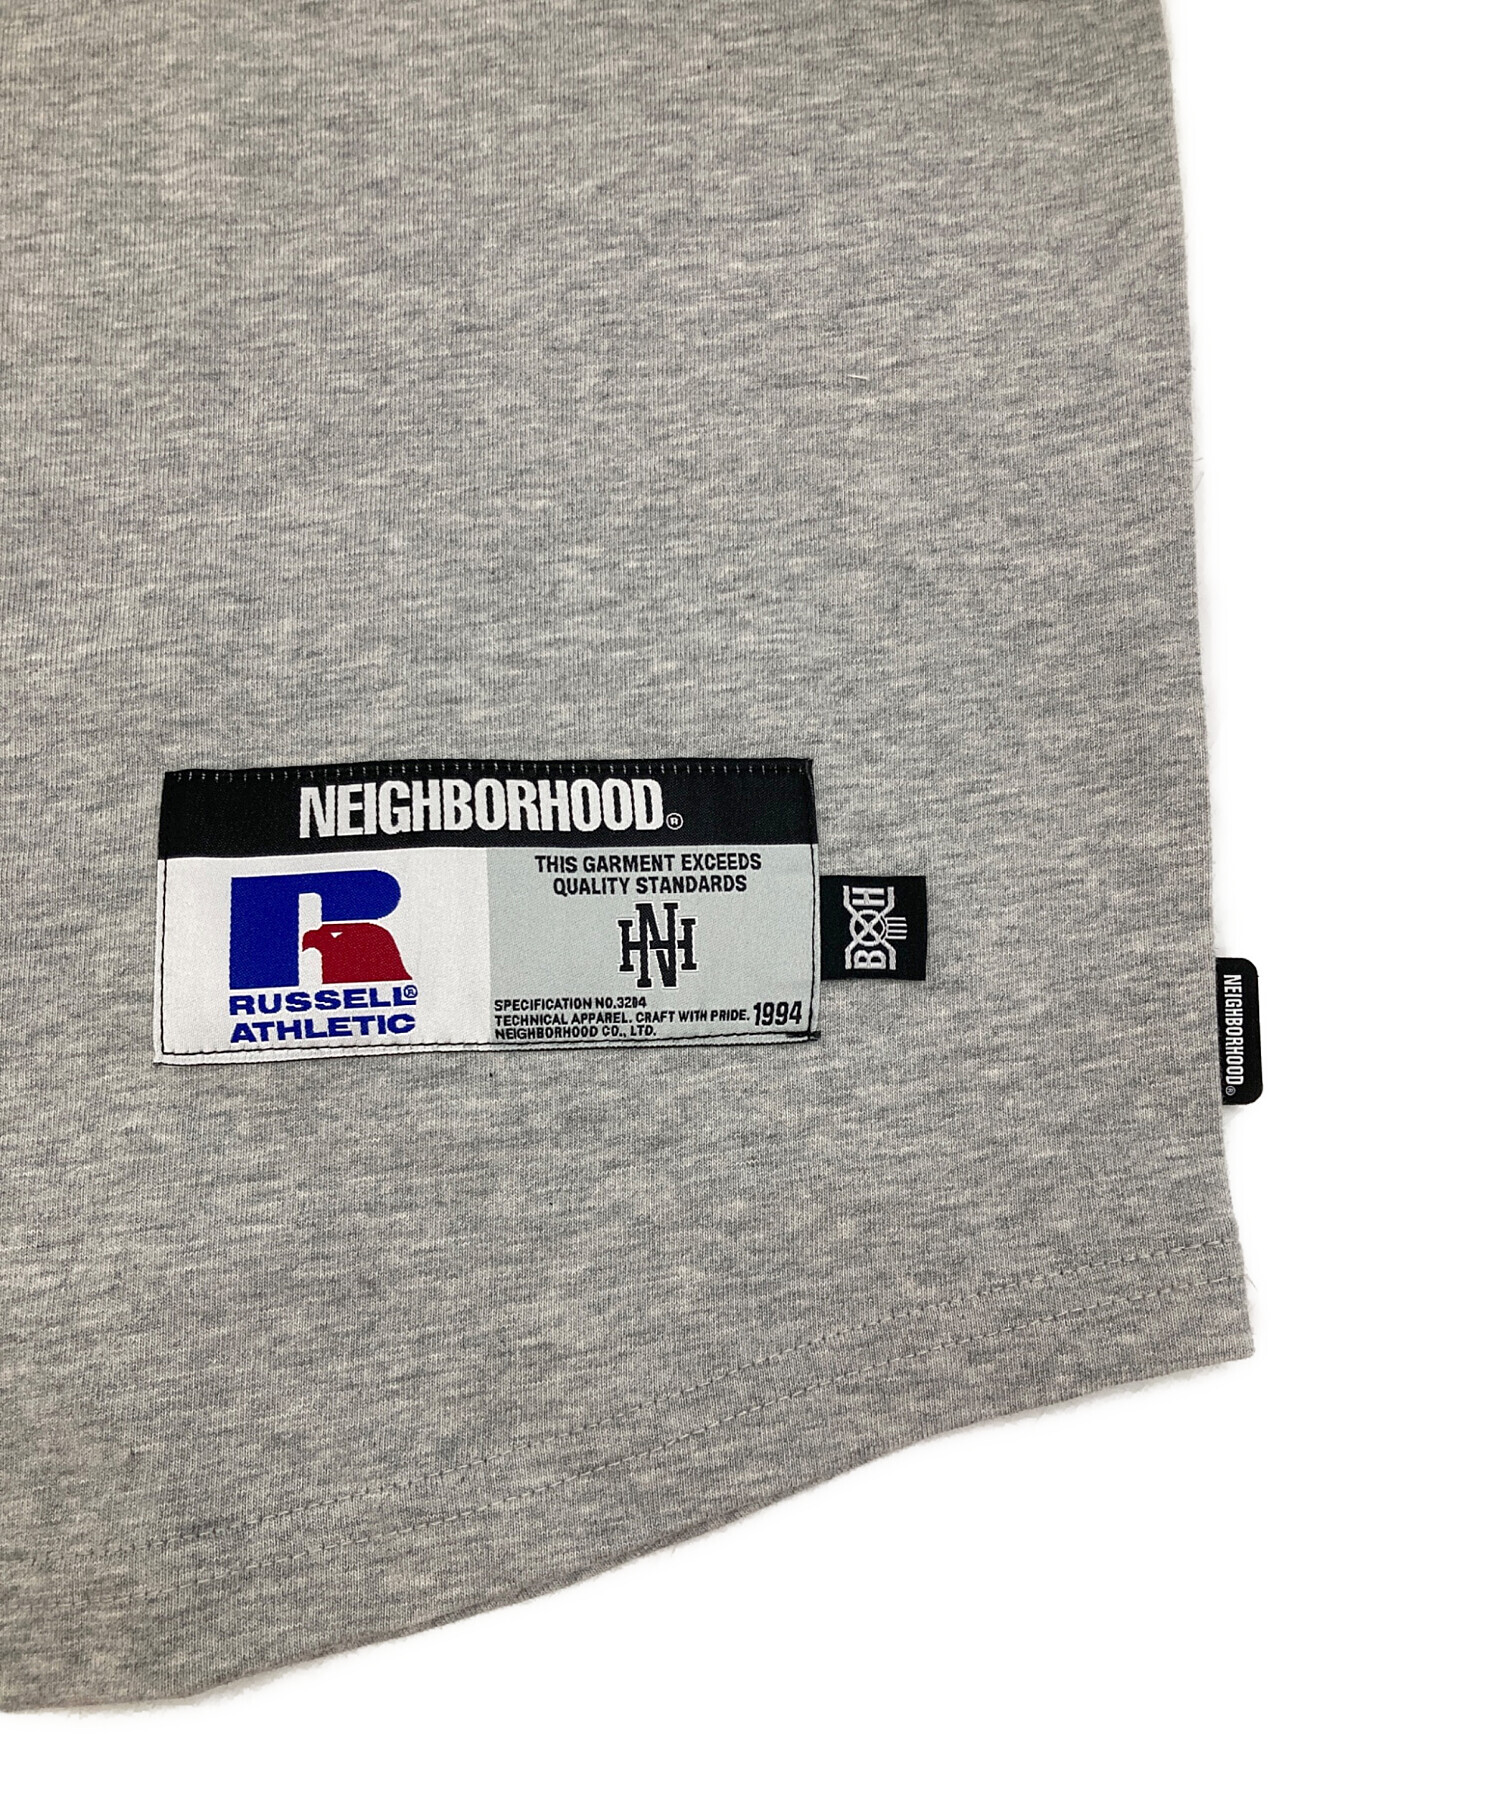 NEIGHBORHOOD®
THIS GARMENT EXCEEDS
QUALITY STANDARDS
NH
RUSSELL®
ATHLETIC
SPECIFICATION NO.3284
TECHNICAL APPAREL. CRAFT WITH PRIDE. 1994
NEIGHBORHOOD CO., LTD.
B H
NEIGHBORHOOD®